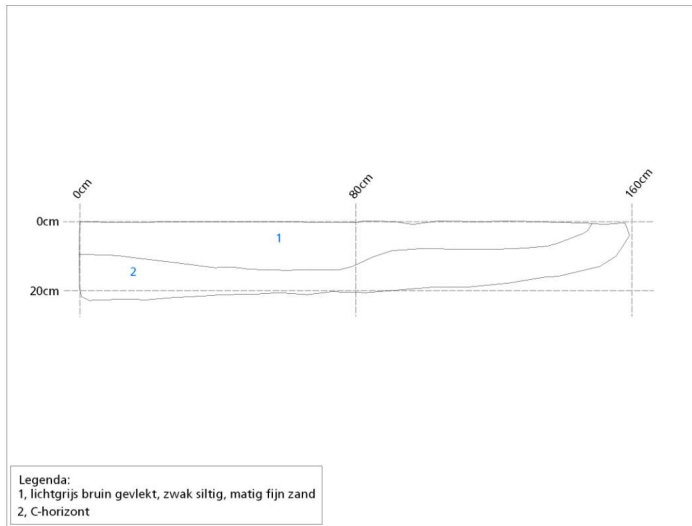 0cm
80cm
160cm
0cm
1
2
20cm
Legenda:
1, lichtgrijs bruin gevlekt, zwak siltig, matig fijn zand
2, C-horizont